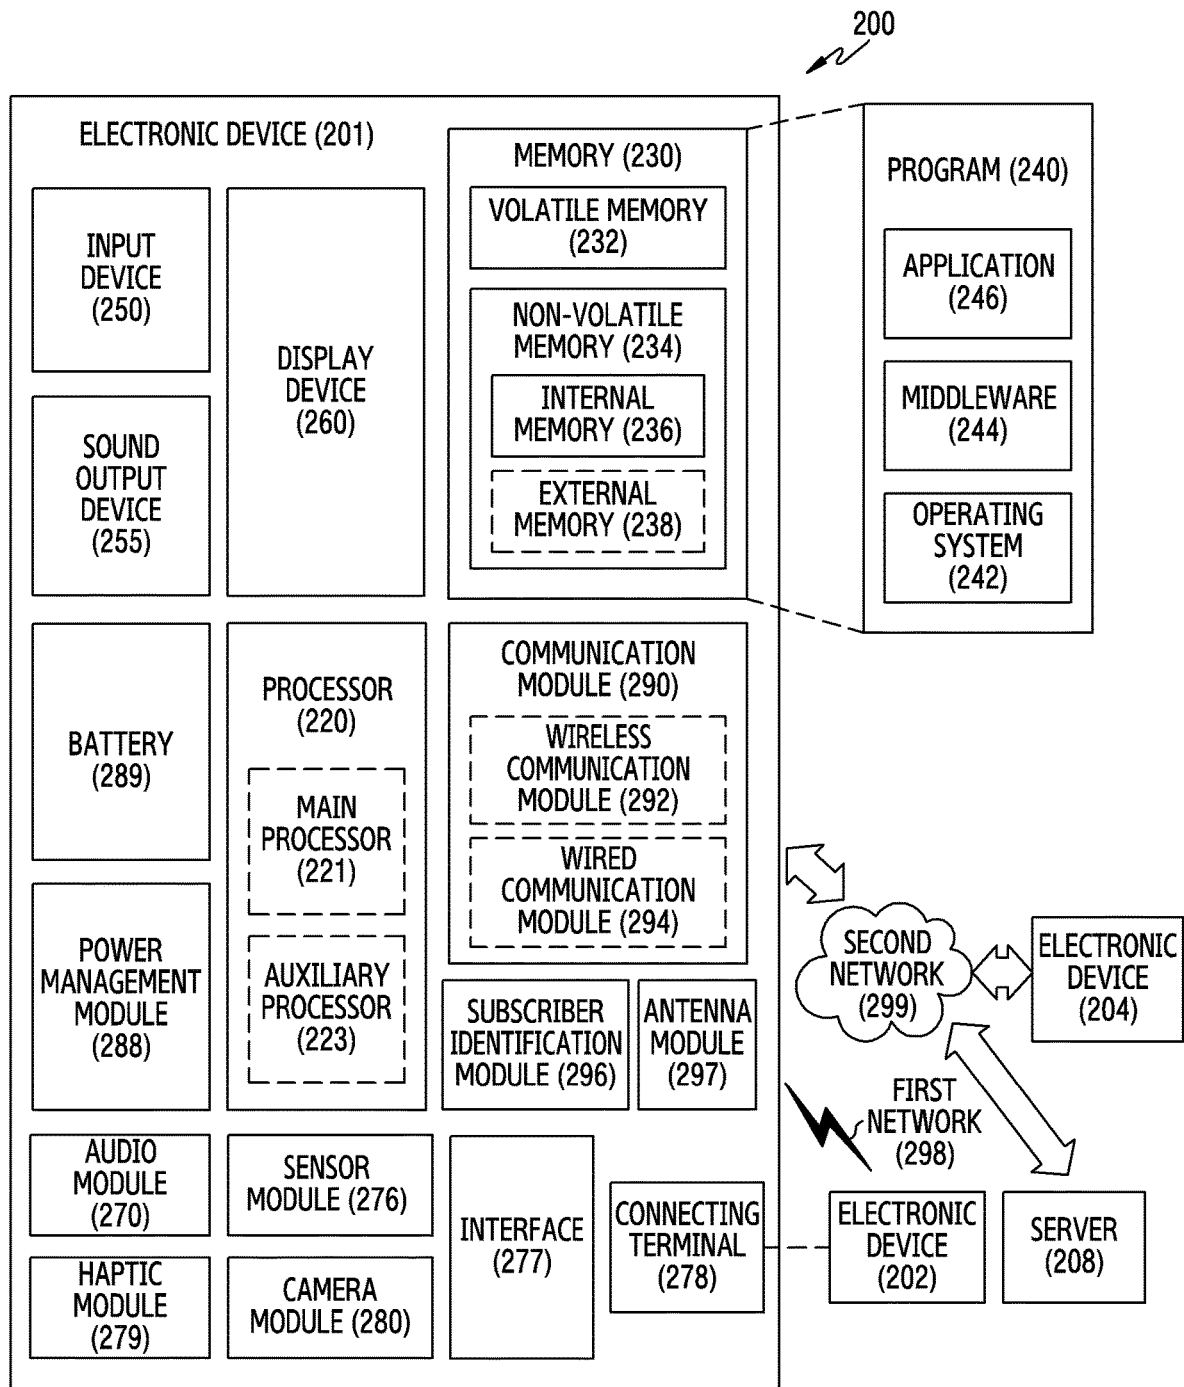 200
ELECTRONIC DEVICE (201)
INPUT
DEVICE
(250)
SOUND
OUTPUT
DEVICE
(255)
DISPLAY
DEVICE
(260)
MEMORY (230)
VOLATILE MEMORY
(232)
NON-VOLATILE
MEMORY (234)
INTERNAL
MEMORY (236)
EXTERNAL
MEMORY (238)
PROGRAM (240)
APPLICATION
(246)
MIDDLEWARE
(244)
OPERATING
SYSTEM
(242)
BATTERY
(289)
POWER
MANAGEMENT
MODULE
(288)
PROCESSOR
(220)
MAIN
PROCESSOR
(221)
AUXILIARY
PROCESSOR
(223)
COMMUNICATION
MODULE (290)
WIRELESS
COMMUNICATION
MODULE (292)
WIRED
COMMUNICATION
MODULE (294)
SUBSCRIBER
IDENTIFICATION
MODULE (296)
ANTENNA
MODULE
(297)
SECOND
NETWORK
(299)
ELECTRONIC
DEVICE
(204)
FIRST
NETWORK
(298)
AUDIO
MODULE
(270)
SENSOR
MODULE (276)
HAPTIC
MODULE
(279)
CAMERA
MODULE (280)
INTERFACE
(277)
CONNECTING
TERMINAL
(278)
ELECTRONIC
DEVICE
(202)
SERVER
(208)